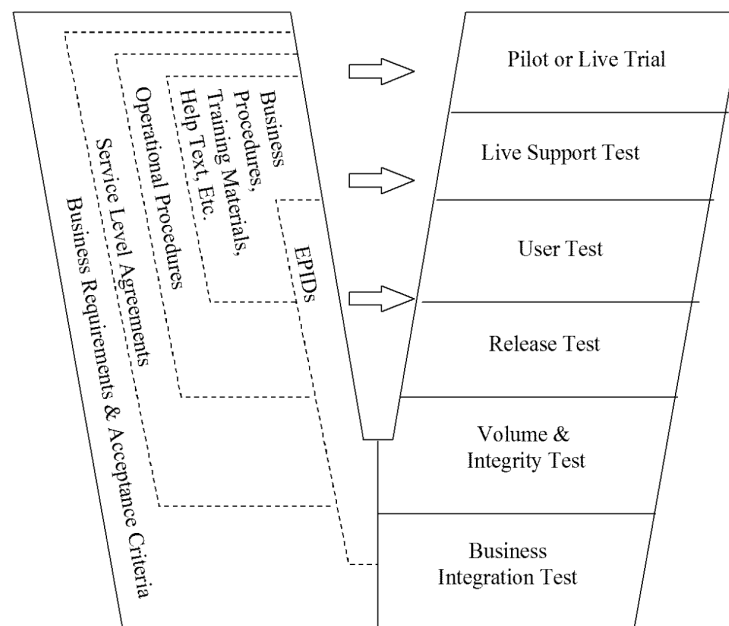 Business
Procedures,
Training Materials,
Help Text, Etc.
Operational Procedures
Service Level Agreements
Business Requirements & Acceptance Criteria
EPIDs
Pilot or Live Trial
Live Support Test
User Test
Release Test
Volume &
Integrity Test
Business
Integration Test